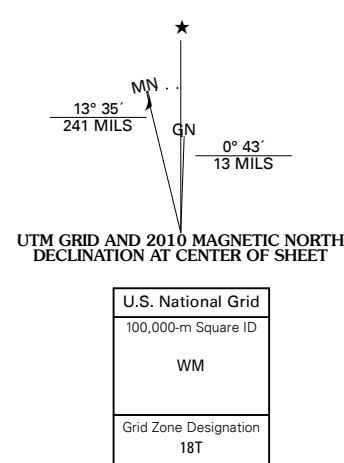 ★
MN
13° 35´
241 MILS
GN
0° 43´
13 MILS
UTM GRID AND 2010 MAGNETIC NORTH
DECLINATION AT CENTER OF SHEET
U.S. National Grid
100,000-m Square ID
WM
Grid Zone Designation
18T